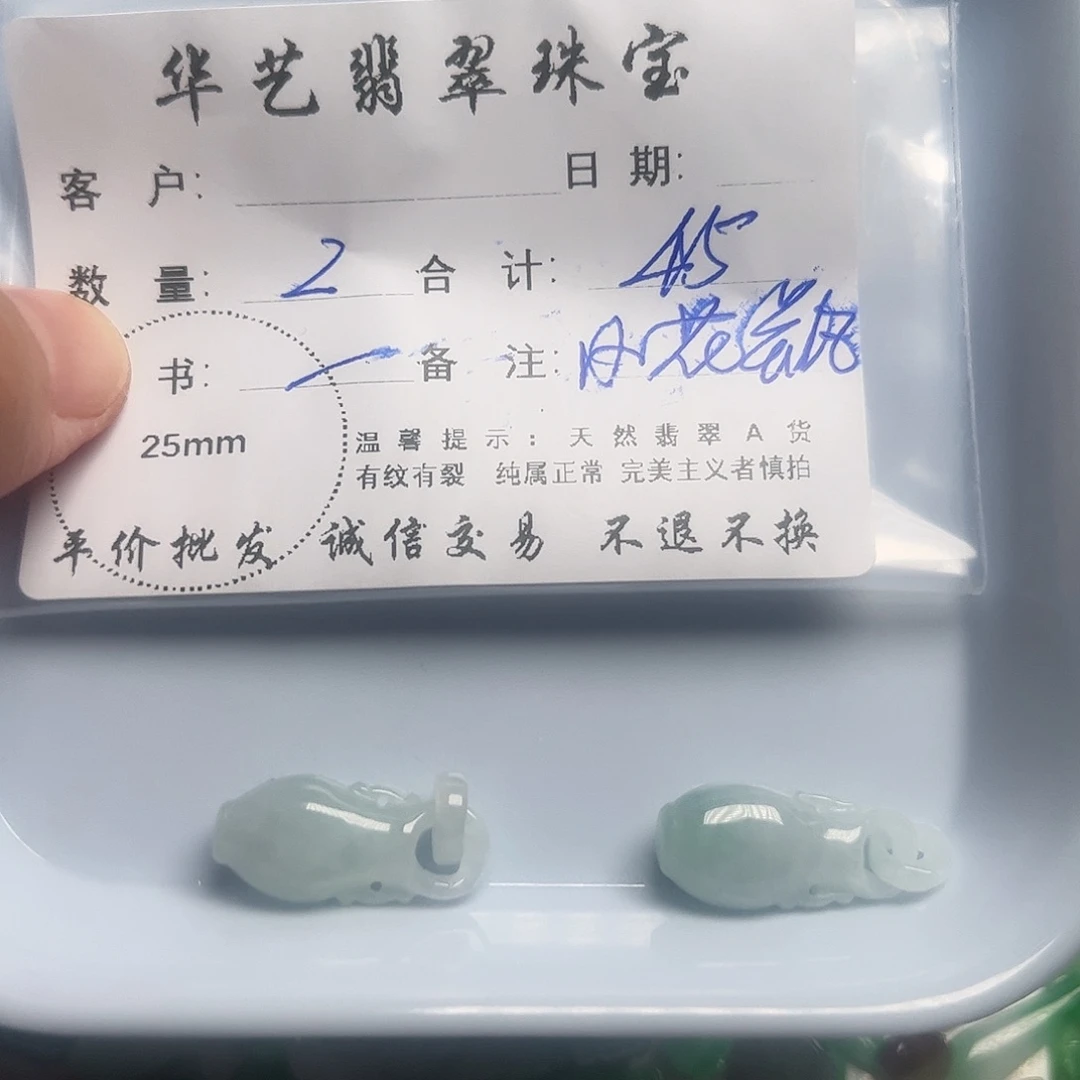 华艺翡翠珠宝
客 户: 日 期:
数 量: 2 合 计: 45
书: 备 注:
25mm
温馨提示:天然翡翠A货
有纹有裂 纯属正常 完美主义者慎拍
平价批发 诚信交易 不退不换